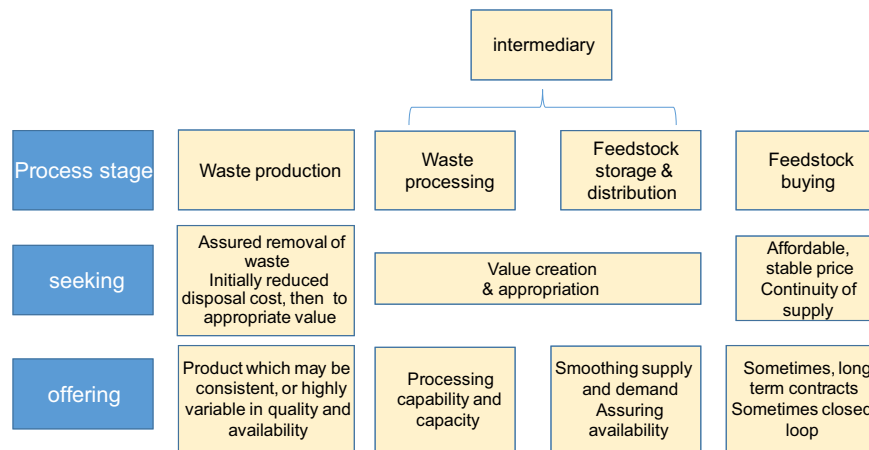 intermediary
Process stage
Waste production
Waste
processing
Feedstock
storage &
distribution
Feedstock
buying
seeking
Assured removal of
waste
Initially reduced
disposal cost, then to
appropriate value
Value creation
& appropriation
Affordable,
stable price
Continuity of
supply
offering
Product which may be
consistent, or highly
variable in quality and
availability
Processing
capability and
capacity
Smoothing supply
and demand
Assuring
availability
Sometimes, long
term contracts
Sometimes closed
loop